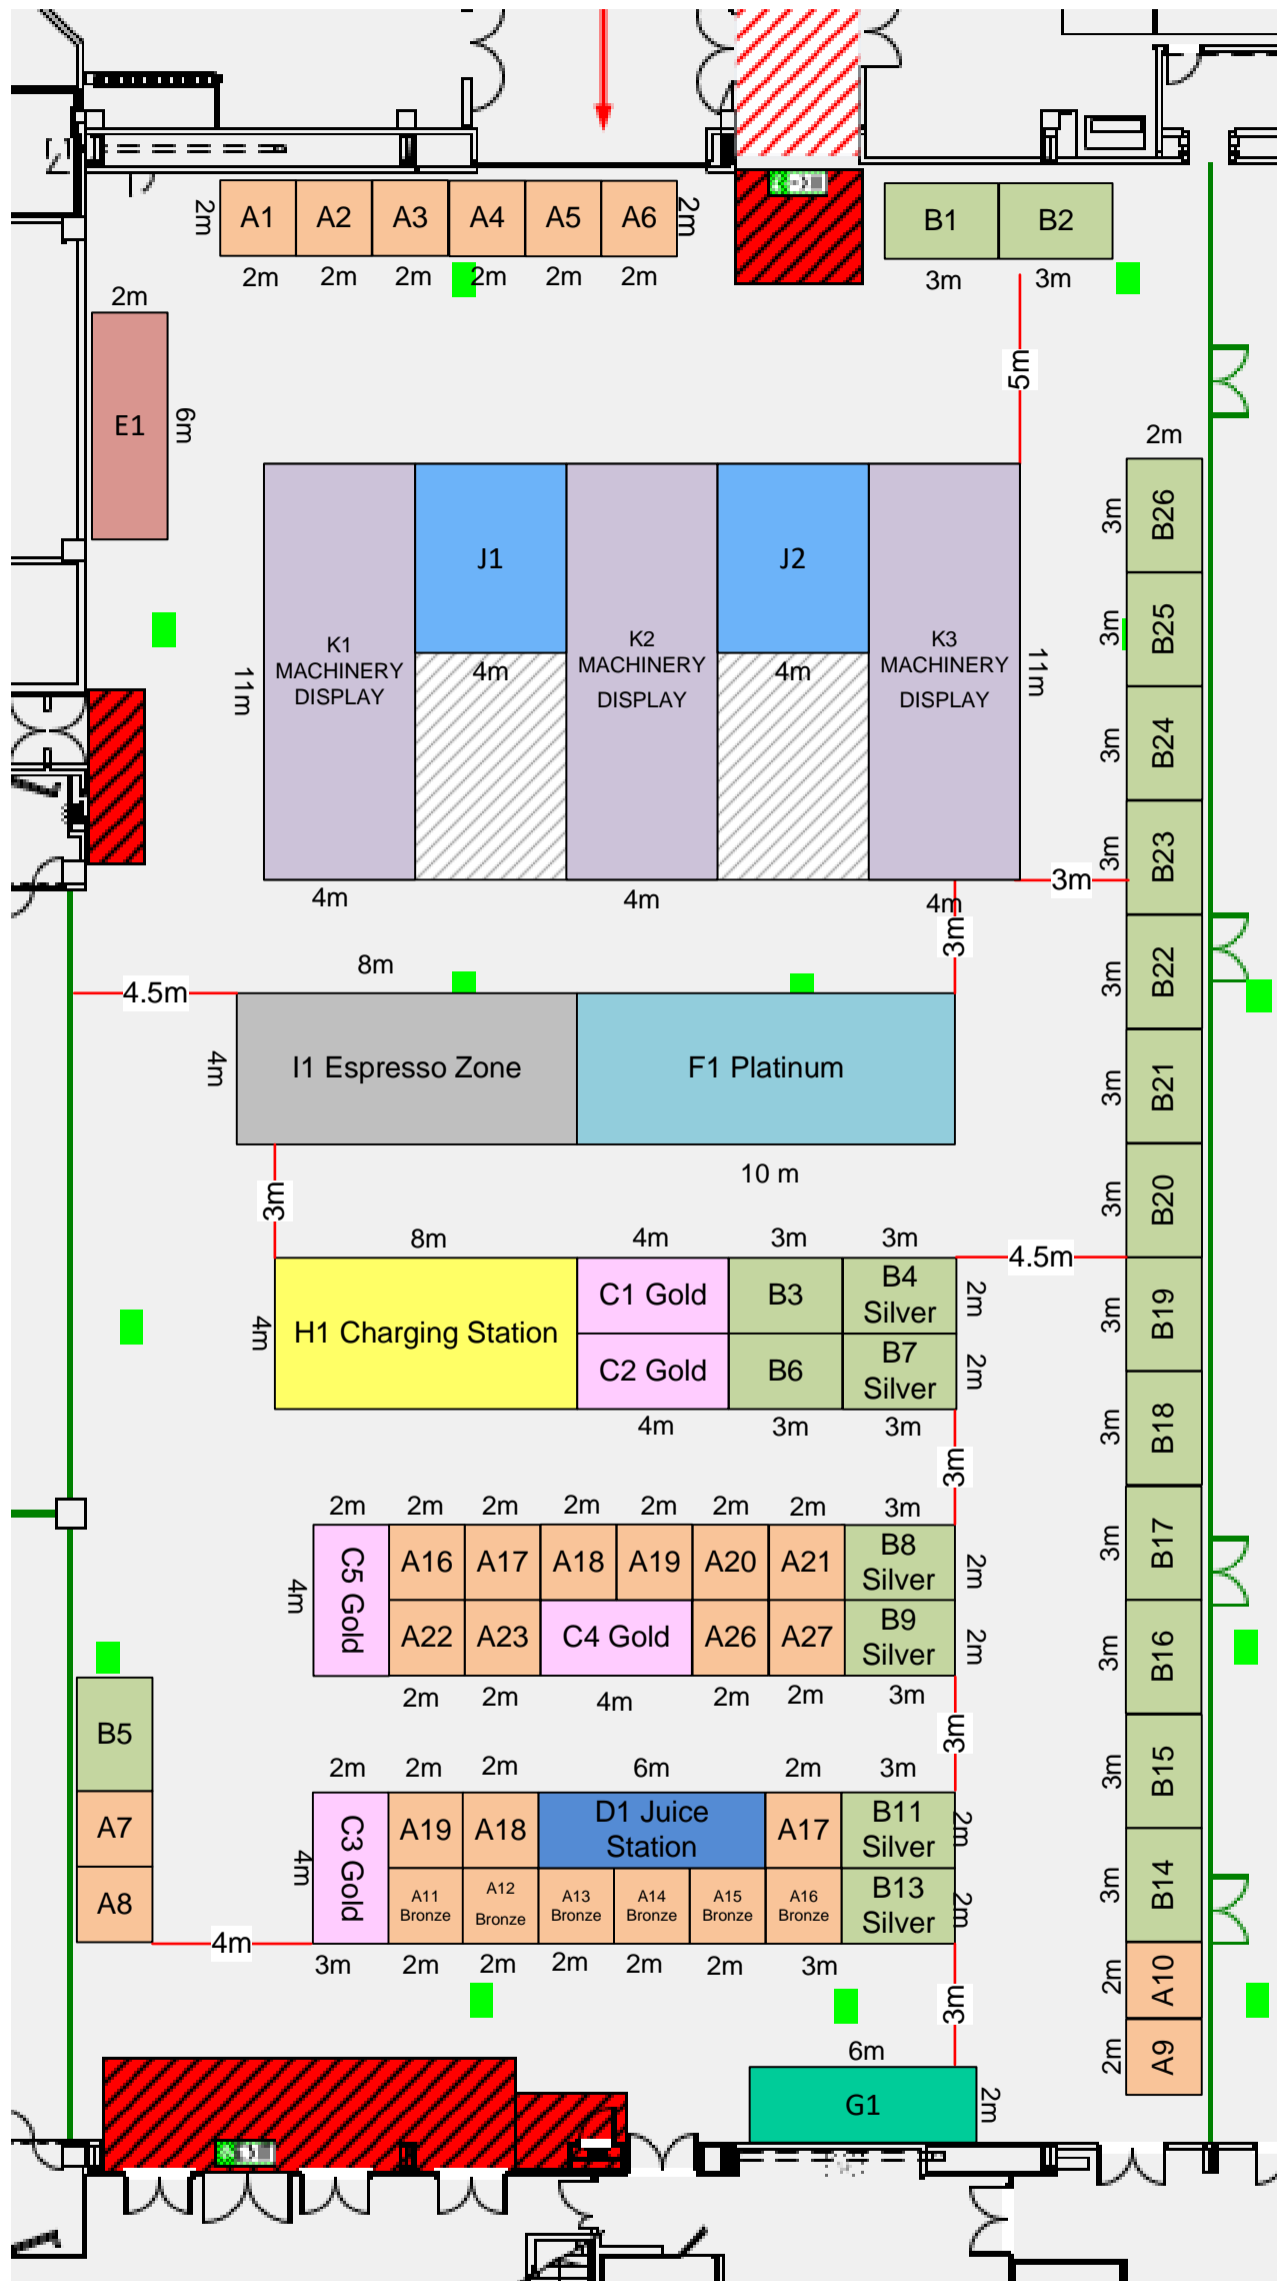 2m
A1 A2 A3 A4 A5 A6
2m
2m 2m 2m 2m 2m 2m
B1 B2
3m 3m
2m
E1
6m
5m
2m
3m B26
3m B25
3m B24
3m B23
3m B22
3m B21
3m B20
3m B19
3m B18
3m B17
3m B16
3m B15
3m B14
2m A10
2m A9
J1
J2
K1
MACHINERY
DISPLAY
K2
MACHINERY
DISPLAY
K3
MACHINERY
DISPLAY
4m
4m
11m
11m
4m
4m
4m
3m
3m
8m
4.5m
4m
I1 Espresso Zone
F1 Platinum
10 m
3m
8m
4m
3m
3m
4.5m
4m
H1 Charging Station
C1 Gold
B3
B4
Silver
2m
C2 Gold
B6
B7
Silver
2m
4m
3m
3m
3m
2m 2m 2m 2m 2m 2m 2m 3m
4m
C5 Gold
A16 A17 A18 A19 A20 A21
B8
Silver
2m
A22 A23
C4 Gold
A26 A27
B9
Silver
2m
2m 2m 4m 2m 2m 3m
3m
B5
A7
A8
2m 2m 2m 6m 2m 3m
4m
C3 Gold
A19 A18
D1 Juice
Station
A17
B11
Silver
2m
A11
Bronze
A12
Bronze
A13
Bronze
A14
Bronze
A15
Bronze
A16
Bronze
B13
Silver
2m
4m
3m 2m 2m 2m 2m 2m 3m
3m
6m
G1
2m